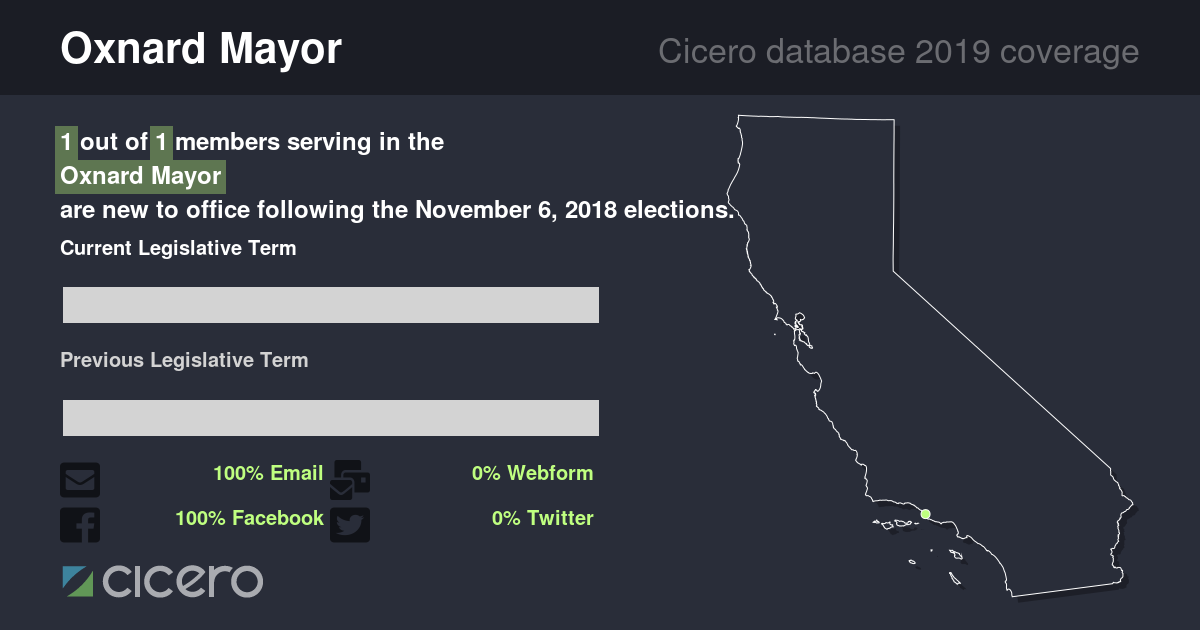 Oxnard Mayor
Cicero database 2019 coverage
1 out of 1 members serving in the
Oxnard Mayor
are new to office following the November 6, 2018 elections.
Current Legislative Term
Previous Legislative Term
100% Email
0% Webform
100% Facebook
0% Twitter
cicero